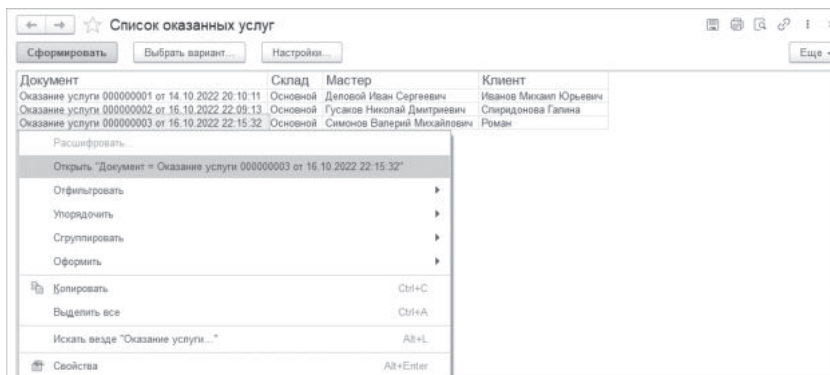 Список оказанных услуг
Сформировать Выбрать вариант... Настройки... Еще
Документ Склад Мастер Клиент
Оказание услуги 000000001 от 14.10.2022 20:10:11 Основной Деловой Иван Сергеевич Иванов Михаил Юрьевич
Оказание услуги 000000002 от 16.10.2022 22:09:13 Основной Гусаков Николай Дмитриевич Спиридонова Галина
Оказание услуги 000000003 от 16.10.2022 22:15:32 Основной Симонов Валерий Михайлович Роман
Расшифровать...
Открыть "Документ = Оказание услуги 000000003 от 16.10.2022 22:15:32"
Отфильтровать
Упорядочить
Сгруппировать
Оформить
Копировать Ctrl+C
Выделить все Ctrl+A
Искать везде "Оказание услуги..." Alt+L
Свойства Alt+Enter